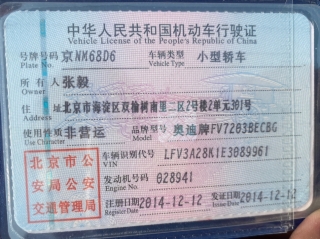 中华人民共和国机动车行驶证
Vehicle License of the People's Republic of China
号牌号码 京NM68D6 车辆类型 小型轿车
Plate No. Vehicle Type
所有人 张毅
Owner
住址 北京市海淀区双榆树南里二区7号楼2单元301号
Address
使用性质 非营运 品牌型号 奥迪牌FV7203BECBG
Use Character Model
北京市公 车辆识别代号 LFV3A28K1E3089961
VIN
安局公安 发动机号码 028941
Engine No.
交通管理局 注册日期 2014-12-12 发证日期 2014-12-12
Register Date Issue Date